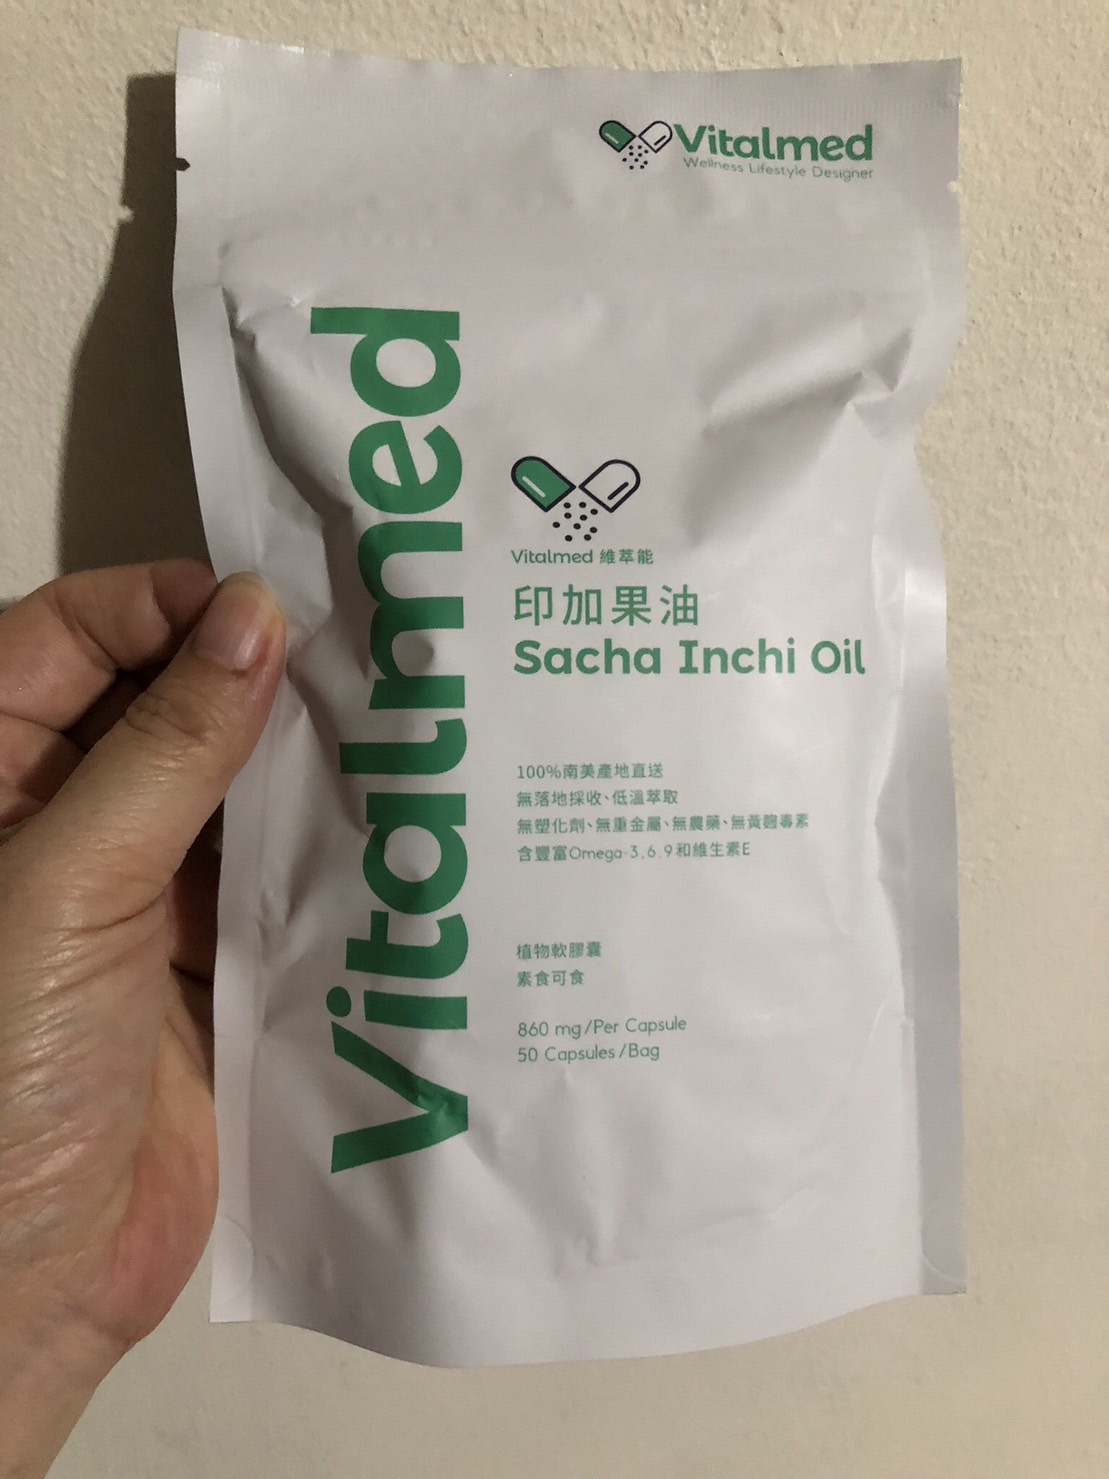 Vitalmed
Wellness Lifestyle Designer
Vitalmed
Vitalmed 維萃能
印加果油
Sacha Inchi Oil
100%南美產地直送
無落地採收、低溫萃取
無塑化劑、無重金屬、無農藥、無黃麴毒素
含豐富Omega-3,6,9和維生素E
植物軟膠囊
素食可食
860 mg/Per Capsule
50 Capsules/Bag